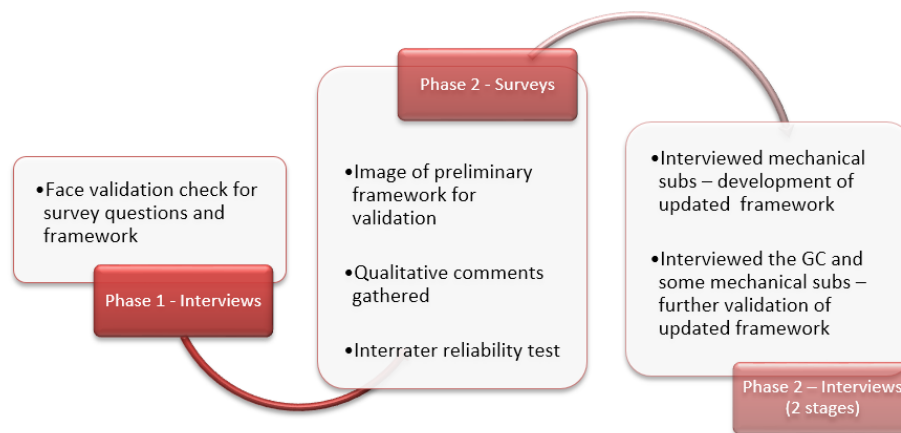 •Face validation check for
survey questions and
framework
Phase 1 - Interviews
Phase 2 - Surveys
•Image of preliminary
framework for
validation
•Qualitative comments
gathered
•Interrater reliability test
•Interviewed mechanical
subs – development of
updated framework
•Interviewed the GC and
some mechanical subs –
further validation of
updated framework
Phase 2 – Interviews
(2 stages)